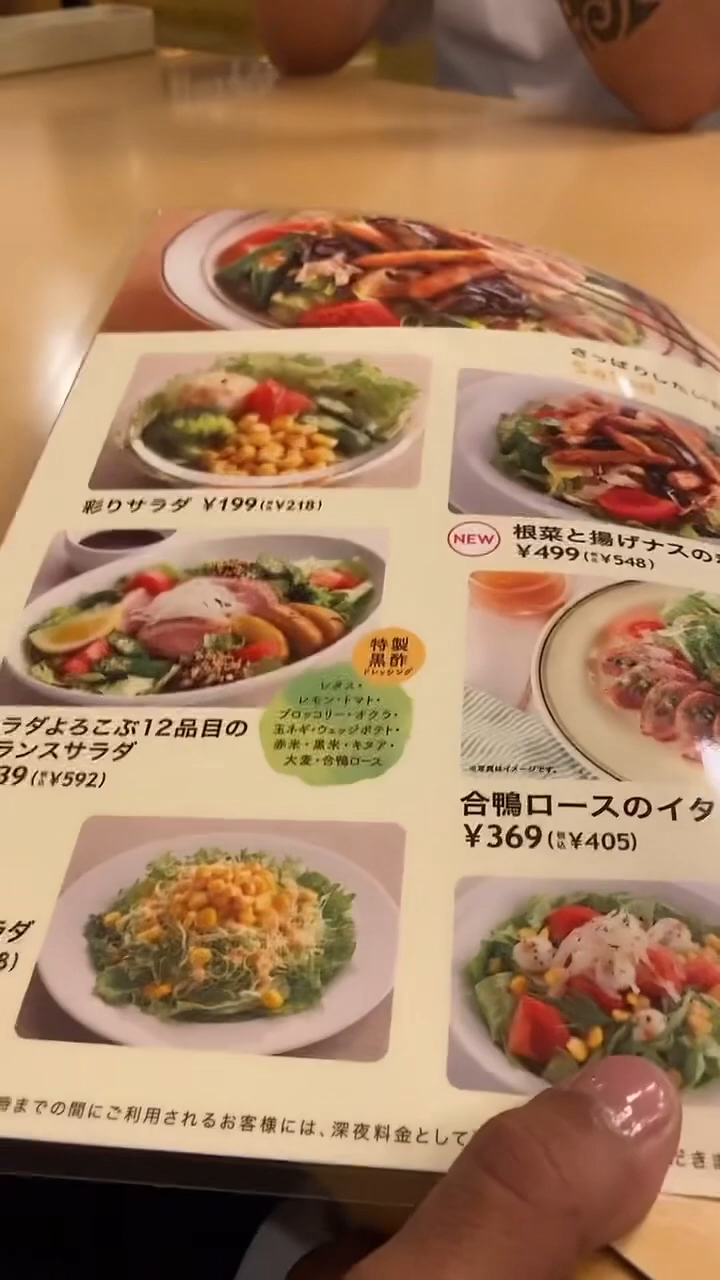 さっぱりしたい
Salad
彩りサラダ ¥199(税込¥218)
NEW 根菜と揚げナスの
¥499(税込¥548)
特製
黒酢
ドレッシング
レタス・
レモン・トマト・
ブロッコリー・オクラ・
玉ネギ・ウェッジポテト・
赤米・黒米・キヌア・
大麦・合鴨ロース
ラダよろこぶ12品目の
ランスサラダ
39(税込¥592)
※写真はイメージです。
合鴨ロースのイタ
¥369(税込¥405)
ラダ
8)
時までの間にご利用されるお客様には、深夜料金として
だき